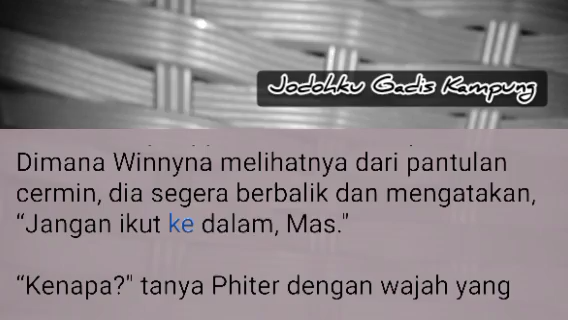 Jodohku Gadis Kampung
Dimana Winnyna melihatnya dari pantulan
cermin, dia segera berbalik dan mengatakan,
“Jangan ikut ke dalam, Mas."
“Kenapa?" tanya Phiter dengan wajah yang